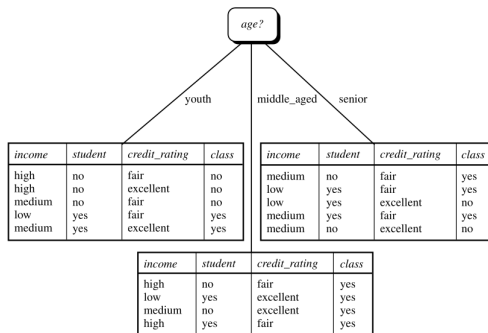 age?
youth
middle_aged
senior
income student credit_rating class
high no fair no
high no excellent no
medium no fair no
low yes fair yes
medium yes excellent yes
income student credit_rating class
medium no fair yes
low yes fair yes
low yes excellent no
medium yes fair yes
medium no excellent no
income student credit_rating class
high no fair yes
low yes excellent yes
medium no excellent yes
high yes fair yes